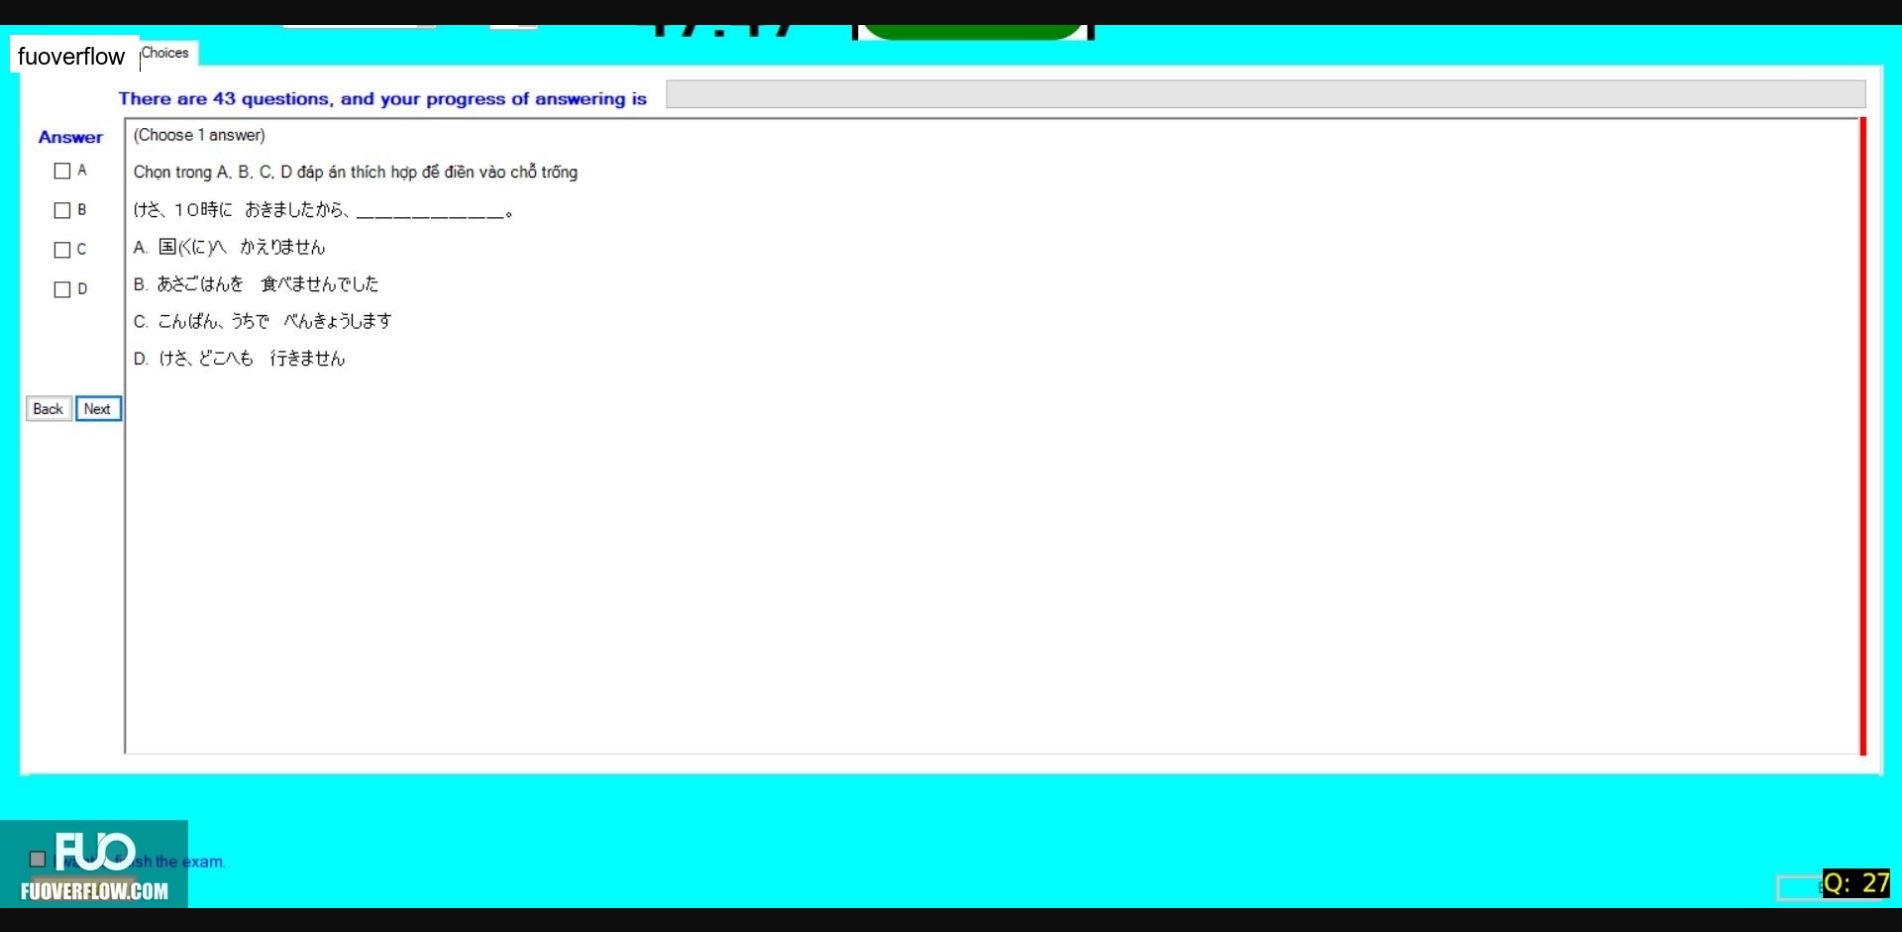 fuoverflow
Choices
There are 43 questions, and your progress of answering is
Answer
(Choose 1 answer)
A
Chọn trong A, B, C, D đáp án thích hợp để điền vào chỗ trống
B
けさ、10時に おきましたから、________________。
C
A. 国(くに)へ かえりません
D
B. あさごはんを 食べませんでした
C. こんばん、うちで べんきょうします
D. けさ、どこへも 行きません
Back
Next
FUO
the exam.
FUOVERFLOW.COM
Q: 27